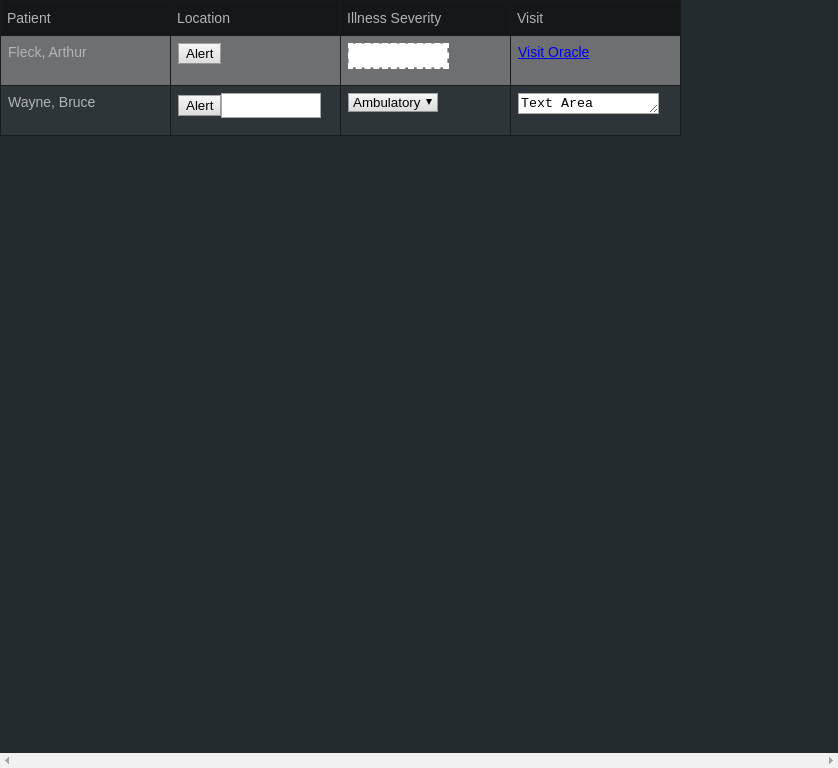 Patient Location Illness Severity Visit
Fleck, Arthur Alert Visit Oracle
Wayne, Bruce Alert Ambulatory Text Area